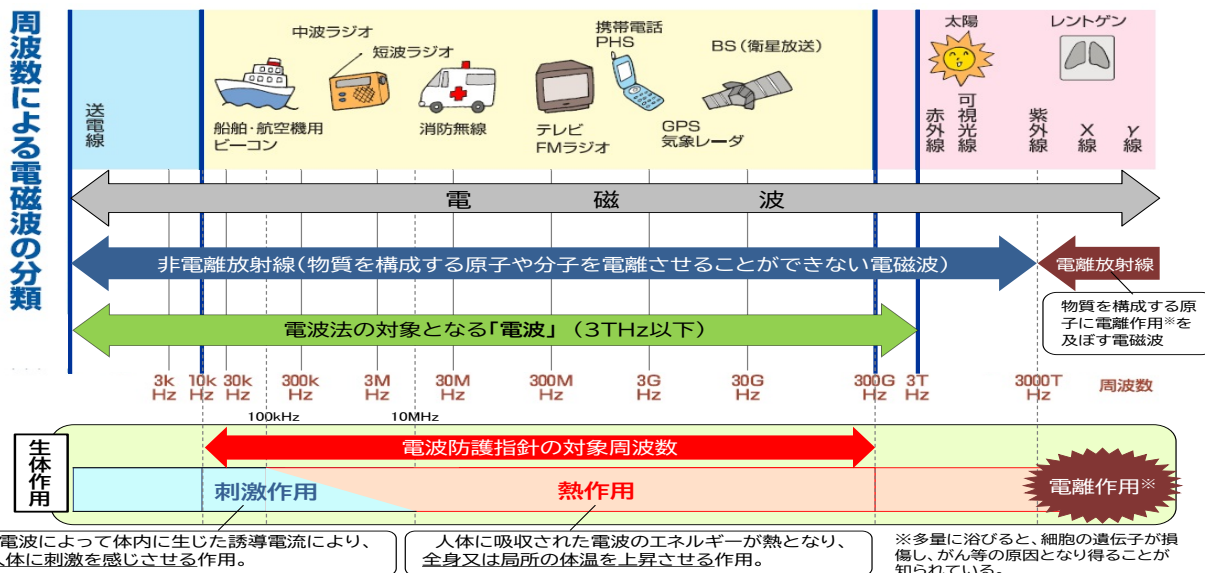 周波数による電磁波の分類
送電線
中波ラジオ
短波ラジオ
携帯電話
PHS
BS(衛星放送)
太陽
レントゲン
船舶・航空機用
ビーコン
消防無線
テレビ
FMラジオ
GPS
気象レーダ
赤外線
可視光線
紫外線
X線
γ線
電磁波
非電離放射線(物質を構成する原子や分子を電離させることができない電磁波)
電離放射線
物質を構成する原
子に電離作用※を
及ぼす電磁波
電波法の対象となる「電波」(3THz以下)
3k 10k 30k 300k 3M 30M 300M 3G 30G 300G 3T 3000T 周波数
Hz Hz Hz Hz Hz Hz Hz Hz Hz Hz Hz Hz
100kHz 10MHz
生体作用
電波防護指針の対象周波数
刺激作用
熱作用
電離作用※
電波によって体内に生じた誘導電流により、
人体に刺激を感じさせる作用。
人体に吸収された電波のエネルギーが熱となり、
全身又は局所の体温を上昇させる作用。
※多量に浴びると、細胞の遺伝子が損
傷し、がん等の原因となり得ることが
知られている。